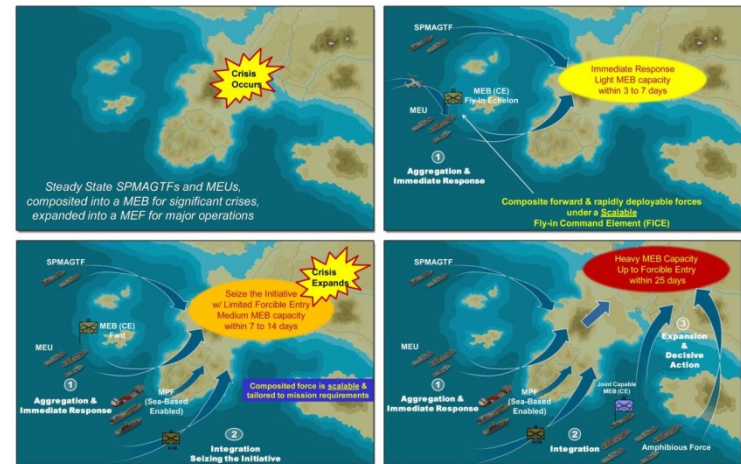 Crisis
Occurs
Steady State SPMAGTFs and MEUs,
composited into a MEB for significant crises,
expanded into a MEF for major operations
SPMAGTF
MEB (CE)
Fly-in Echelon
MEU
1
Aggregation &
Immediate Response
Immediate Response
Light MEB capacity
within 3 to 7 days
Composite forward & rapidly deployable forces
under a Scalable
Fly-in Command Element (FICE)
SPMAGTF
MEB (CE)
Fwd
MEU
1
Aggregation &
Immediate Response
Crisis
Expands
Seize the Initiative
w/ Limited Forcible Entry
Medium MEB capacity
within 7 to 14 days
MPF
(Sea-Based
Enabled)
Composited force is scalable &
tailored to mission requirements
2
Integration
Seizing the Initiative
SPMAGTF
MEU
1
Aggregation &
Immediate Response
MPF
(Sea-Based
Enabled)
2
Integration
Heavy MEB Capacity
Up to Forcible Entry
within 25 days
3
Expansion
&
Decisive
Action
Joint Capable
MEB (CE)
Amphibious Force